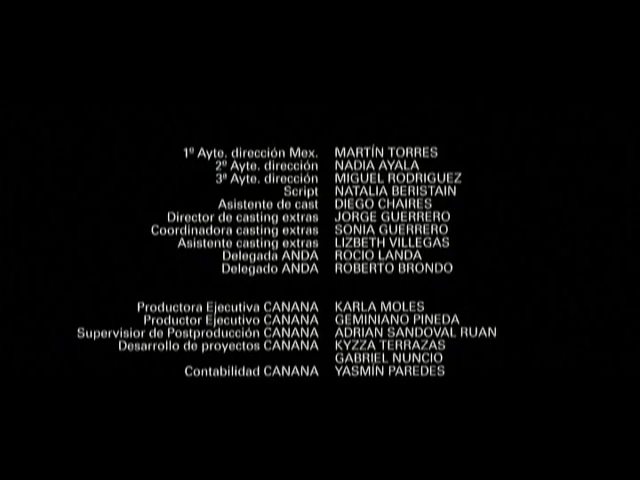 1º Ayte. dirección Mex. MARTÍN TORRES
2º Ayte. dirección NADIA AYALA
3º Ayte. dirección MIGUEL RODRIGUEZ
Script NATALIA BERISTAIN
Asistente de cast DIEGO CHAIRES
Director de casting extras JORGE GUERRERO
Coordinadora casting extras SONIA GUERRERO
Asistente casting extras LIZBETH VILLEGAS
Delegada ANDA ROCIO LANDA
Delegado ANDA ROBERTO BRONDO
Productora Ejecutiva CANANA KARLA MOLES
Productor Ejecutivo CANANA GEMINIANO PINEDA
Supervisior de Postproducción CANANA ADRIAN SANDOVAL RUAN
Desarrollo de proyectos CANANA KYZZA TERRAZAS
GABRIEL NUNCIO
Contabilidad CANANA YASMÍN PAREDES